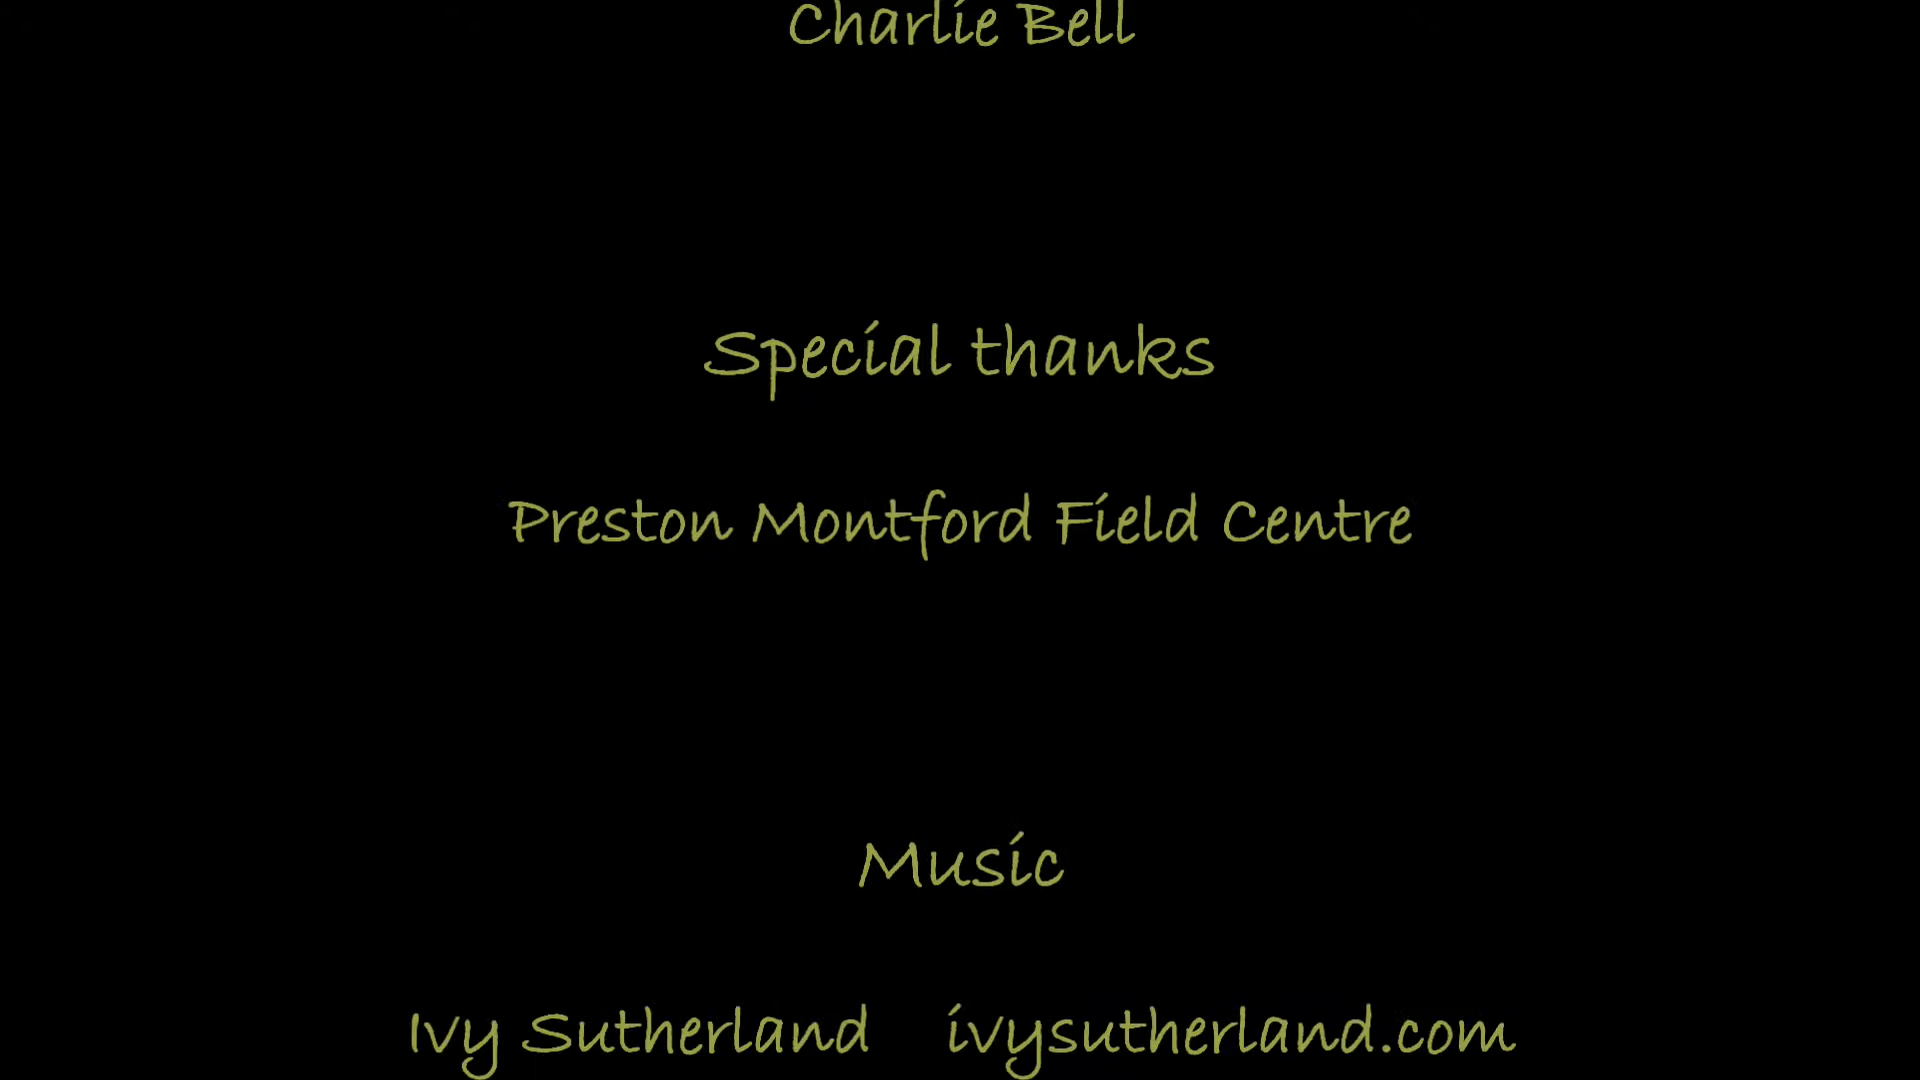 Charlie Bell
Special thanks
Preston Montford Field Centre
Music
Ivy Sutherland ivysutherland.com